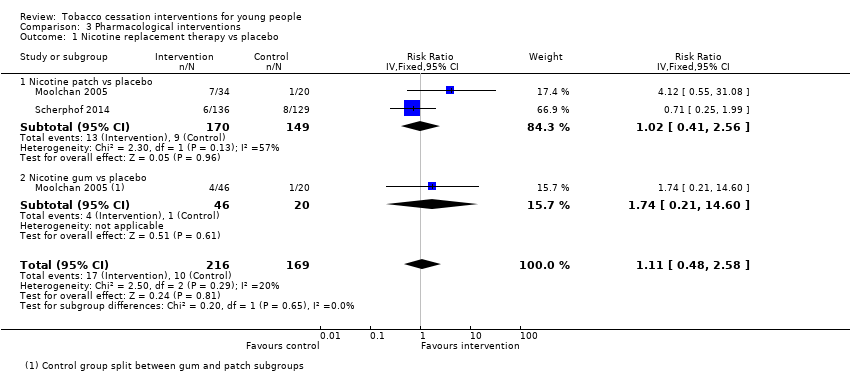 Review: Tobacco cessation interventions for young people
Comparison: 3 Pharmacological interventions
Outcome: 1 Nicotine replacement therapy vs placebo
Study or subgroup Intervention Control Risk Ratio Weight Risk Ratio
n/N n/N IV,Fixed,95% CI IV,Fixed,95% CI
1 Nicotine patch vs placebo
Moolchan 2005 7/34 1/20 17.4 % 4.12 [ 0.55, 31.08 ]
Scherphof 2014 6/136 8/129 66.9 % 0.71 [ 0.25, 1.99 ]
Subtotal (95% CI) 170 149 84.3 % 1.02 [ 0.41, 2.56 ]
Total events: 13 (Intervention), 9 (Control)
Heterogeneity: Chi² = 2.30, df = 1 (P = 0.13); I² =57%
Test for overall effect: Z = 0.05 (P = 0.96)
2 Nicotine gum vs placebo
Moolchan 2005 (1) 4/46 1/20 15.7 % 1.74 [ 0.21, 14.60 ]
Subtotal (95% CI) 46 20 15.7 % 1.74 [ 0.21, 14.60 ]
Total events: 4 (Intervention), 1 (Control)
Heterogeneity: not applicable
Test for overall effect: Z = 0.51 (P = 0.61)
Total (95% CI) 216 169 100.0 % 1.11 [ 0.48, 2.58 ]
Total events: 17 (Intervention), 10 (Control)
Heterogeneity: Chi² = 2.50, df = 2 (P = 0.29); I² =20%
Test for overall effect: Z = 0.24 (P = 0.81)
Test for subgroup differences: Chi² = 0.20, df = 1 (P = 0.65), I² =0.0%
0.01 0.1 1 10 100
Favours control Favours intervention
(1) Control group split between gum and patch subgroups